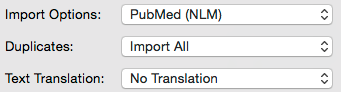 Import Options: PubMed (NLM)
Duplicates: Import All
Text Translation: No Translation